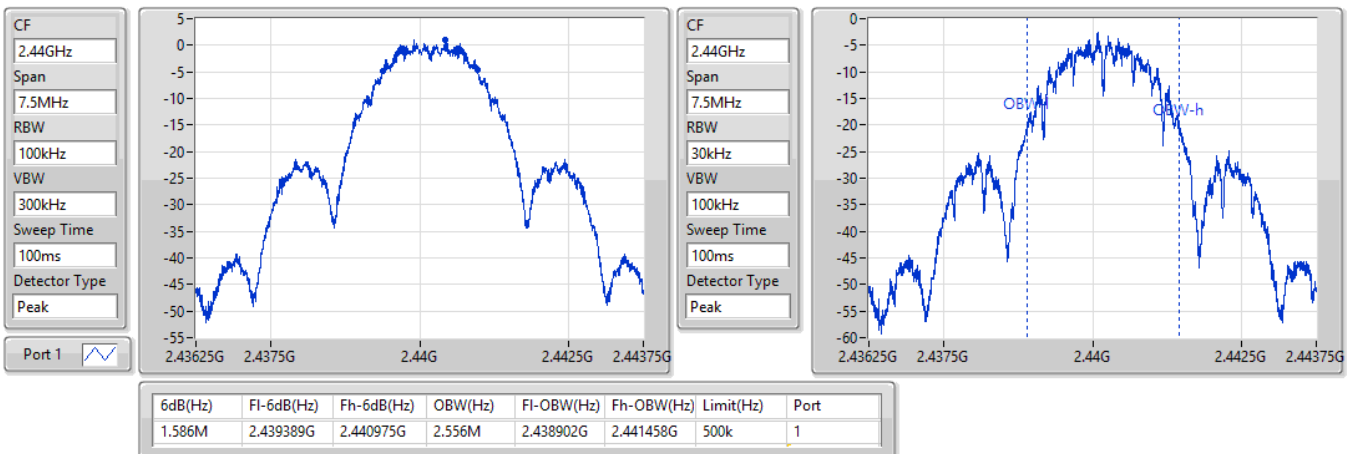 CF
2.44GHz
Span
7.5MHz
RBW
100kHz
VBW
300kHz
Sweep Time
100ms
Detector Type
Peak
Port 1
5
0
-5
-10
-15
-20
-25
-30
-35
-40
-45
-50
-55
2.43625G 2.4375G 2.44G 2.4425G 2.44375G
CF
2.44GHz
Span
7.5MHz
RBW
30kHz
VBW
100kHz
Sweep Time
100ms
Detector Type
Peak
0
-5
-10
-15
-20
-25
-30
-35
-40
-45
-50
-55
-60
OBW
OBW-h
2.43625G 2.4375G 2.44G 2.4425G 2.44375G
6dB(Hz) Fl-6dB(Hz) Fh-6dB(Hz) OBW(Hz) Fl-OBW(Hz) Fh-OBW(Hz) Limit(Hz) Port
1.586M 2.439389G 2.440975G 2.556M 2.438902G 2.441458G 500k 1